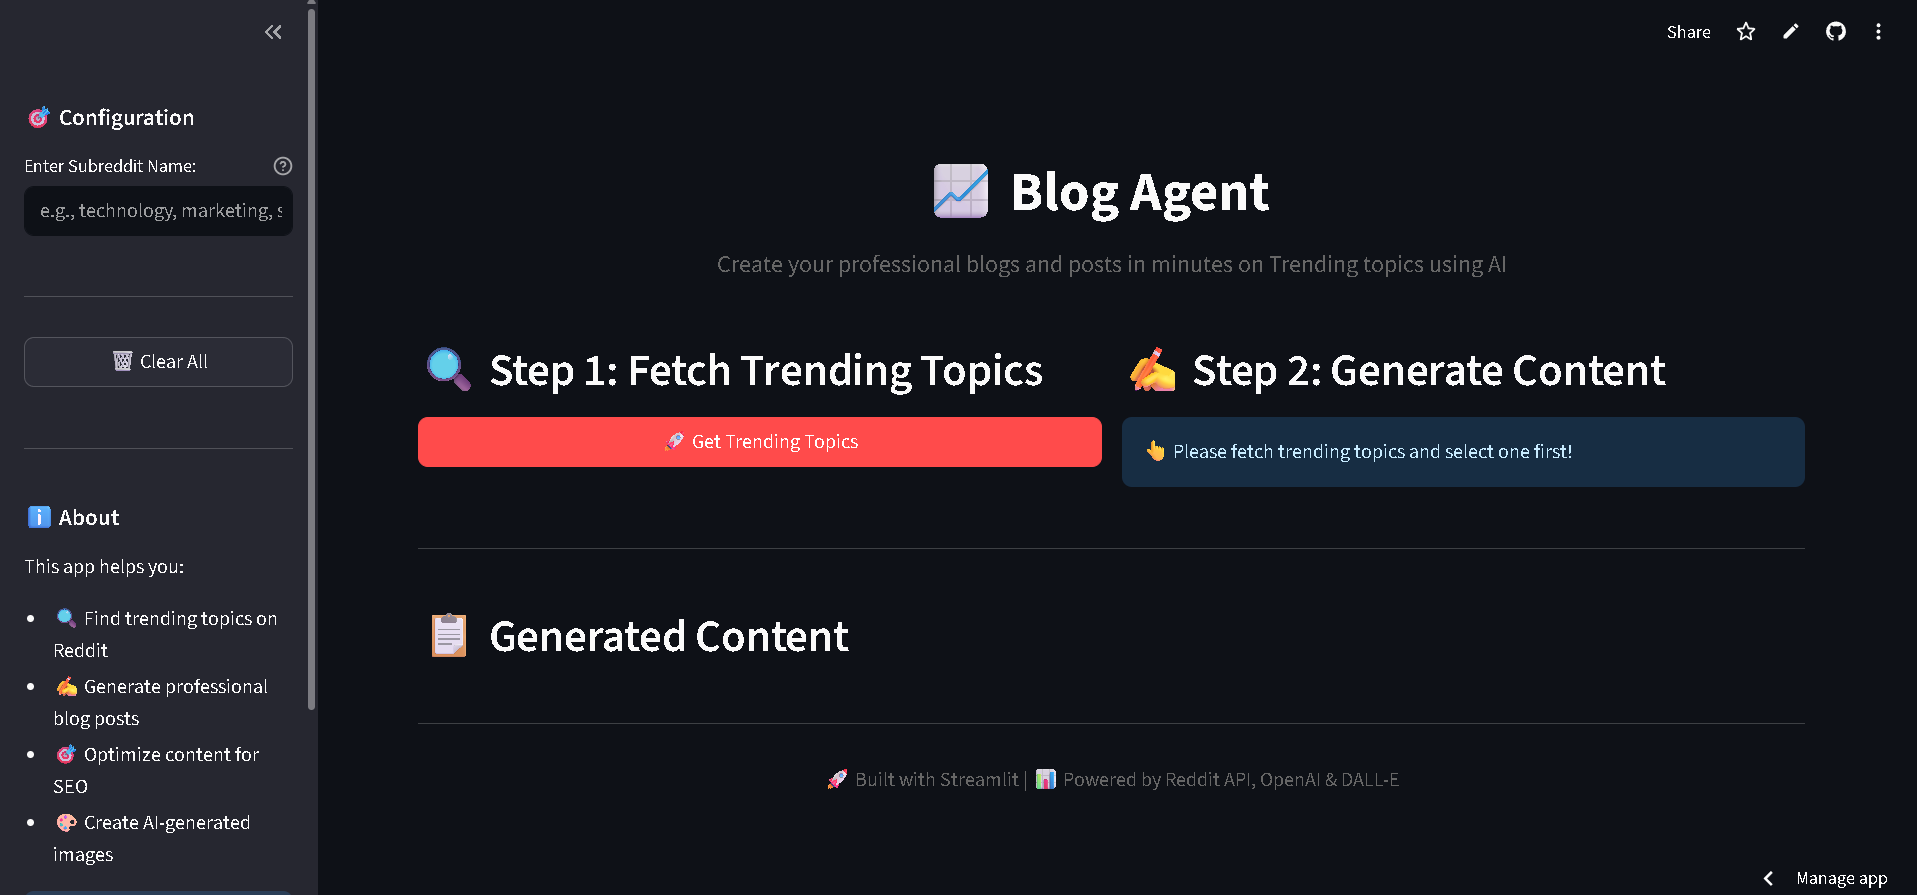 Configuration
Enter Subreddit Name:
e.g., technology, marketing, s
Clear All
About
This app helps you:
Find trending topics on
Reddit
Generate professional
blog posts
Optimize content for
SEO
Create AI-generated
images
Share
Blog Agent
Create your professional blogs and posts in minutes on Trending topics using AI
Step 1: Fetch Trending Topics
Get Trending Topics
Step 2: Generate Content
Please fetch trending topics and select one first!
Generated Content
Built with Streamlit | Powered by Reddit API, OpenAI & DALL-E
Manage app